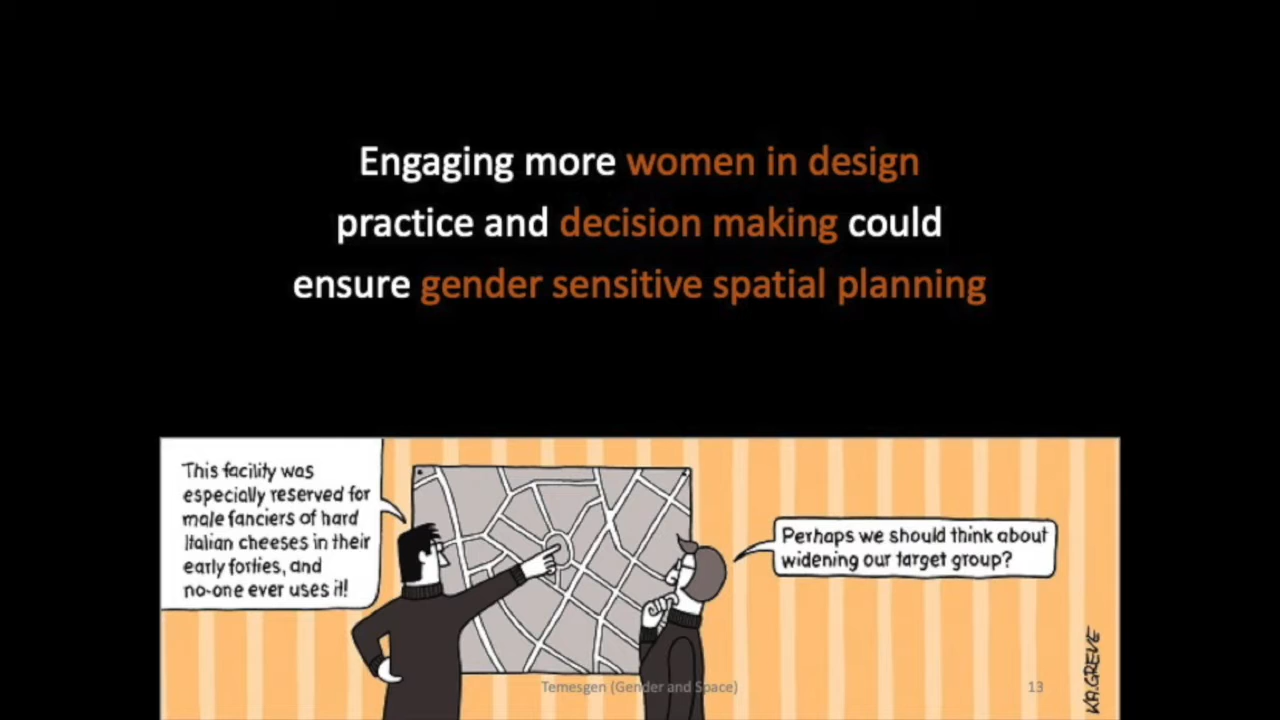 Engaging more women in design
practice and decision making could
ensure gender sensitive spatial planning
This facility was
especially reserved for
male fanciers of hard
Italian cheeses in their
early forties, and
no-one ever uses it!
Perhaps we should think about
widening our target group?
KA.GREVE
Temesgen (Gender and Space)
13